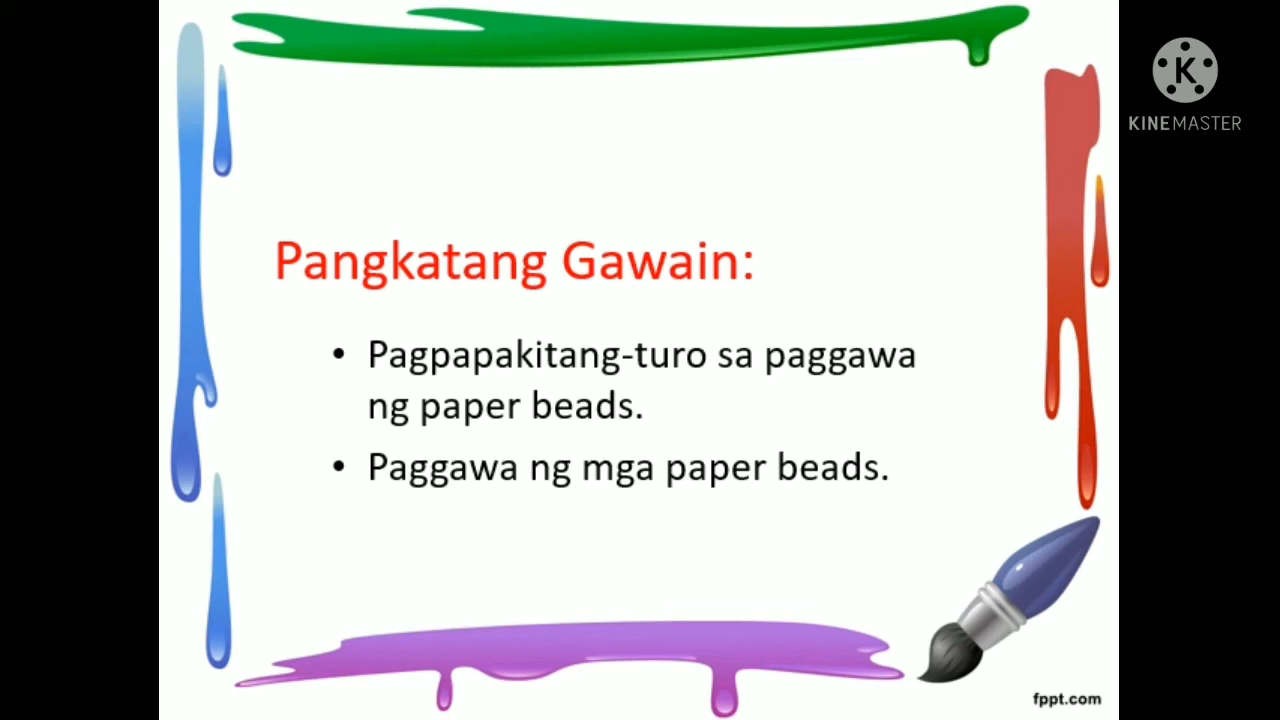 K
KINEMASTER
Pangkatang Gawain:
• Pagpapakitang-turo sa paggawa
ng paper beads.
• Paggawa ng mga paper beads.
fppt.com